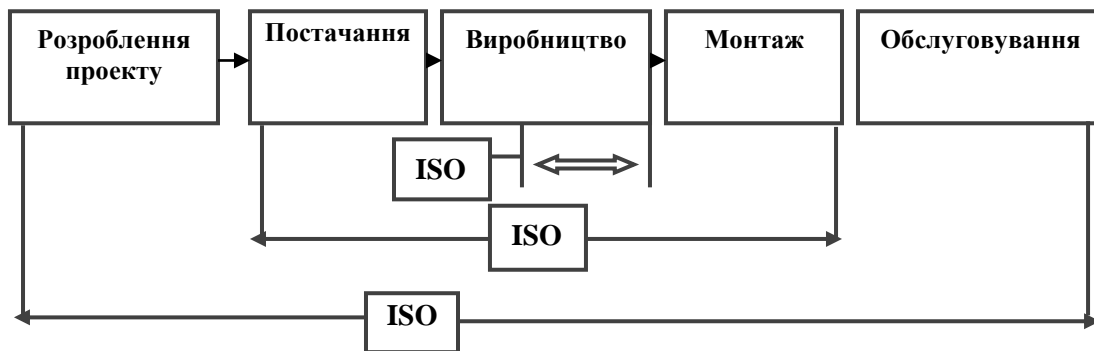 Розроблення
проекту
Постачання
Виробництво
Монтаж
Обслуговування
ISO
ISO
ISO